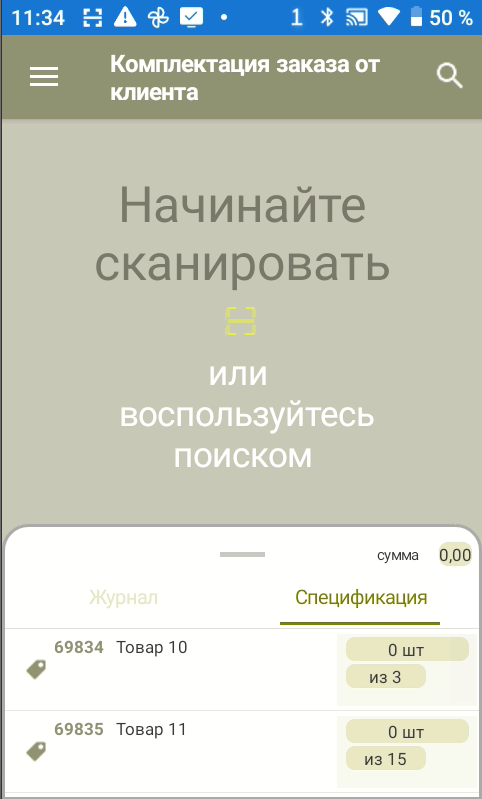 11:34 1 50 %
Комплектация заказа от
клиента
Начинайте
сканировать
или
воспользуйтесь
поиском
сумма 0,00
Журнал Спецификация
69834 Товар 10 0 шт
из 3
69835 Товар 11 0 шт
из 15